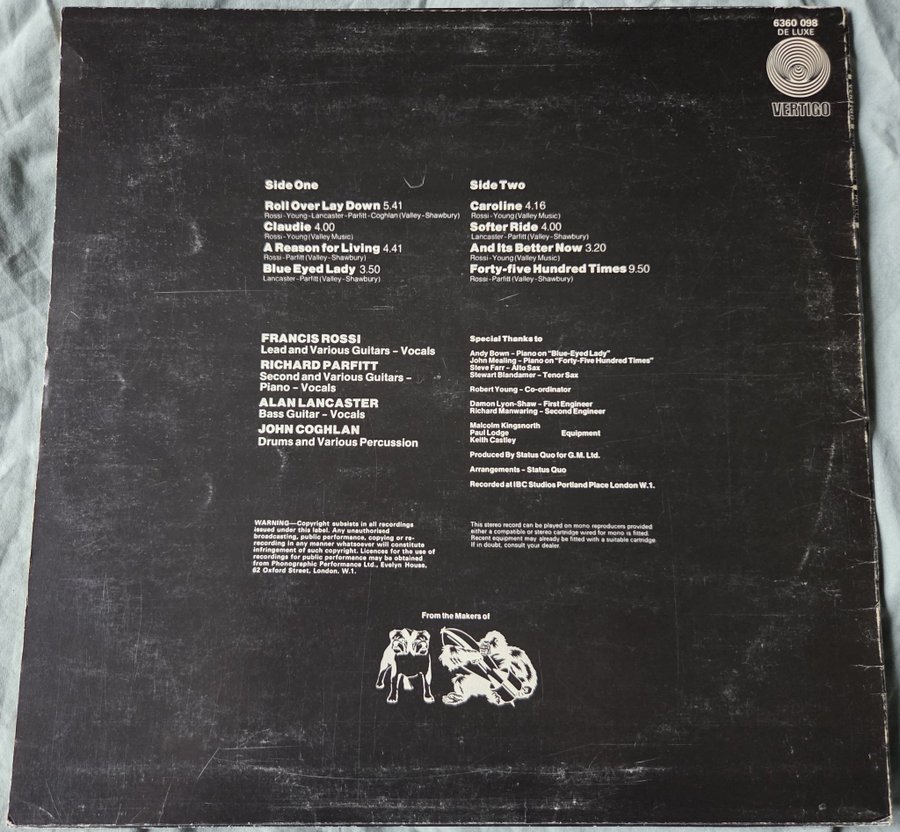 6360 098
DE LUXE
VERTIGO
Side One
Roll Over Lay Down 5.41
Rossi-Young-Lancaster-Parfitt-Coghlan (Valley-Shawbury)
Claudie 4.00
Rossi-Young (Valley Music)
A Reason for Living 4.41
Rossi-Parfitt (Valley-Shawbury)
Blue Eyed Lady 3.50
Lancaster-Parfitt (Valley-Shawbury)
Side Two
Caroline 4.16
Rossi-Young (Valley Music)
Softer Ride 4.00
Lancaster-Parfitt (Valley-Shawbury)
And Its Better Now 3.20
Rossi-Young (Valley Music)
Forty-five Hundred Times 9.50
Rossi-Parfitt (Valley-Shawbury)
FRANCIS ROSSI
Lead and Various Guitars – Vocals
RICHARD PARFITT
Second and Various Guitars –
Piano – Vocals
ALAN LANCASTER
Bass Guitar – Vocals
JOHN COGHLAN
Drums and Various Percussion
Special Thanks to
Andy Bown – Piano on "Blue-Eyed Lady"
John Mealing – Piano on "Forty-Five Hundred Times"
Steve Farr – Alto Sax
Stewart Blandamer – Tenor Sax
Robert Young – Co-ordinator
Damon Lyon-Shaw – First Engineer
Richard Manwaring – Second Engineer
Malcolm Kingsnorth
Paul Lodge Equipment
Keith Castley
Produced By Status Quo for G.M. Ltd.
Arrangements – Status Quo
Recorded at IBC Studios Portland Place London W.1.
WARNING—Copyright subsists in all recordings
issued under this label. Any unauthorised
broadcasting, public performance, copying or re-
recording in any manner whatsoever will constitute
infringement of such copyright. Licences for the use of
recordings for public performance may be obtained
from Phonographic Performance Ltd., Evelyn House,
62 Oxford Street, London. W.1.
This stereo record can be played on mono reproducers provided
either a compatible or stereo cartridge wired for mono is fitted.
Recent equipment may already be fitted with a suitable cartridge
If in doubt, consult your dealer.
From the Makers of